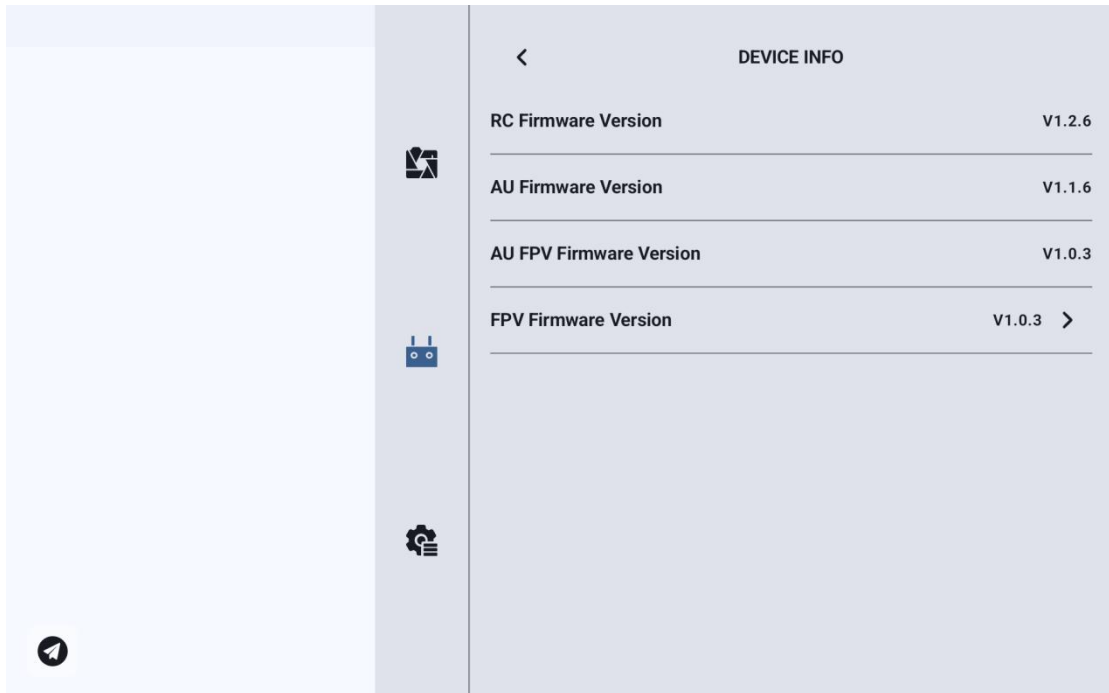 DEVICE INFO
RC Firmware Version V1.2.6
AU Firmware Version V1.1.6
AU FPV Firmware Version V1.0.3
FPV Firmware Version V1.0.3